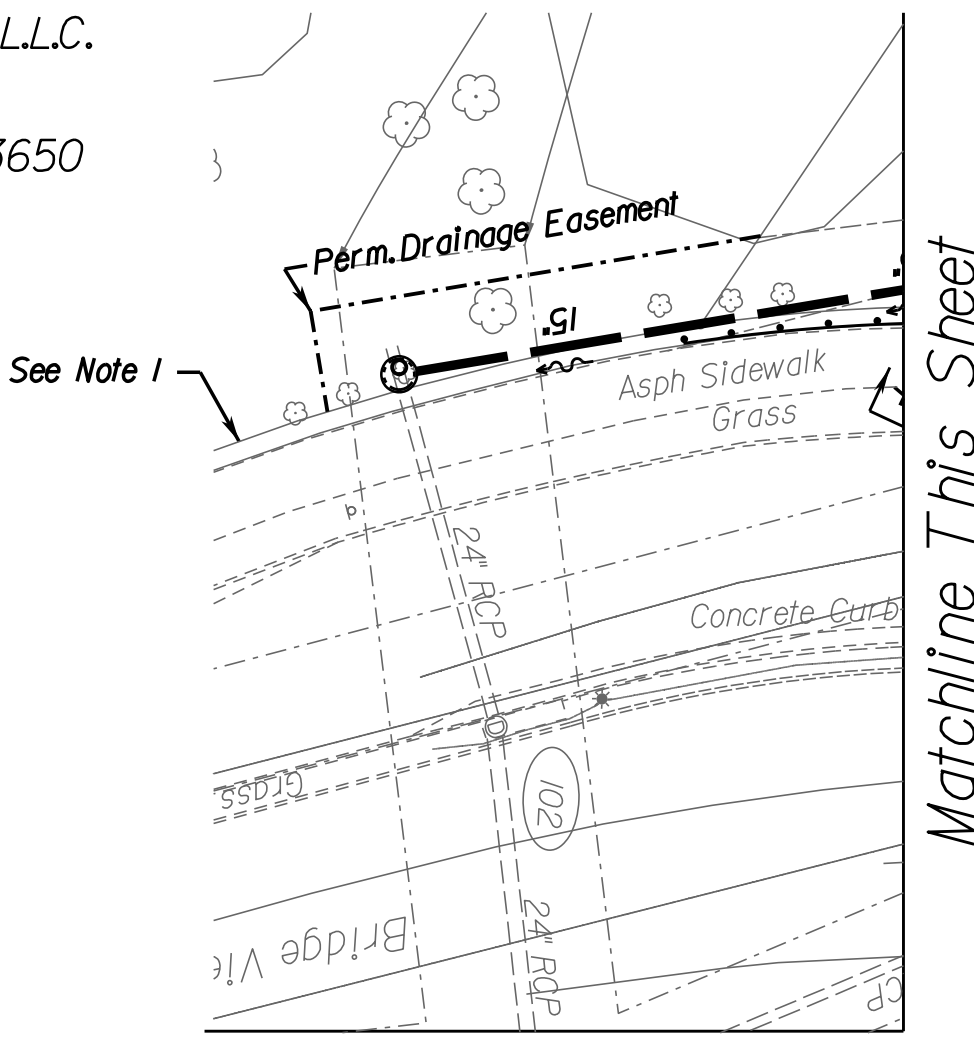 L.L.C.
3650
Perm. Drainage Easement
15"
See Note 1
Asph Sidewalk
Grass
24" RCP
Concrete Curb
D
Grass
102
24" RCP
Bridge Vie
CP
Matchline This Sheet